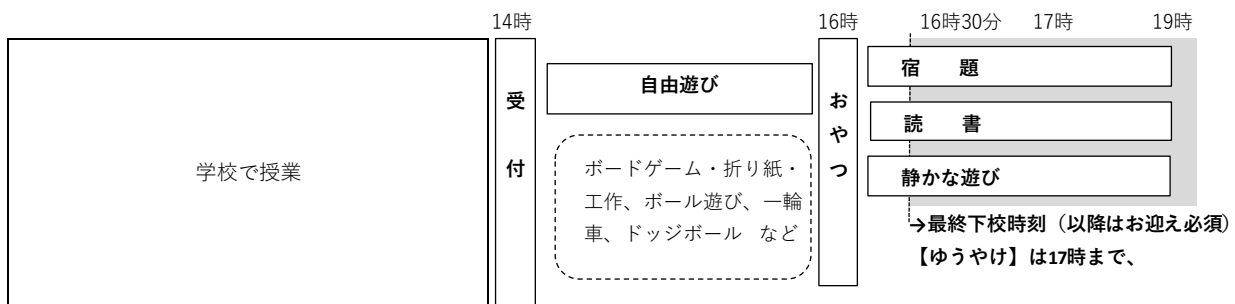 14時 16時 16時30分 17時 19時
学校で授業
受付
自由遊び
ボードゲーム・折り紙・
工作、ボール遊び、一輪
車、ドッジボール など
おやつ
宿 題
読 書
静かな遊び
→最終下校時刻（以降はお迎え必須）
【ゆうやけ】は17時まで、